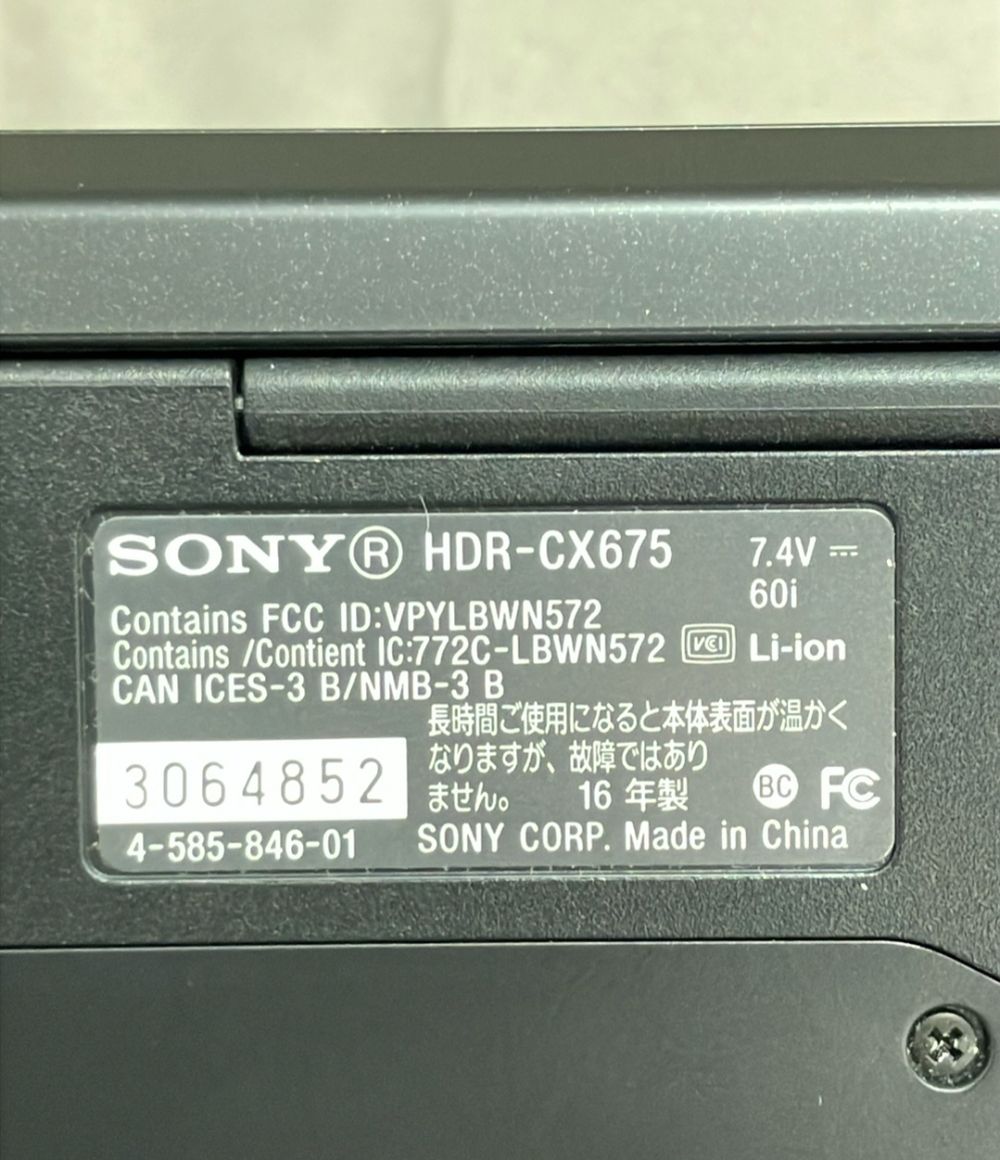 SONY® HDR-CX675 7.4V ⎓
60i
Contains FCC ID:VPYLBWN572
Contains /Contient IC:772C-LBWN572 VCCI Li-ion
CAN ICES-3 B/NMB-3 B
長時間ご使用になると本体表面が温かく
なりますが、故障ではあり
ません。 16 年製 BC FC
3064852
4-585-846-01 SONY CORP. Made in China